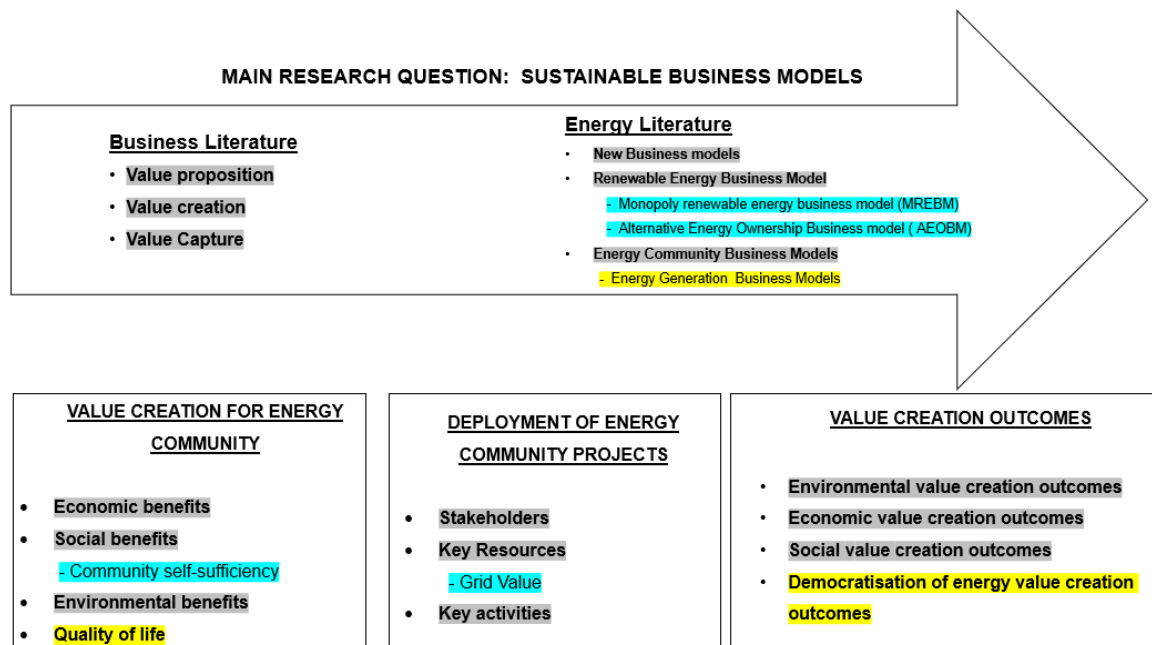 MAIN RESEARCH QUESTION: SUSTAINABLE BUSINESS MODELS
Business Literature
• Value proposition
• Value creation
• Value Capture
Energy Literature
• New Business models
• Renewable Energy Business Model
- Monopoly renewable energy business model (MREBM)
- Alternative Energy Ownership Business model ( AEOBM)
• Energy Community Business Models
- Energy Generation Business Models
VALUE CREATION FOR ENERGY
COMMUNITY
• Economic benefits
• Social benefits
- Community self-sufficiency
• Environmental benefits
• Quality of life
DEPLOYMENT OF ENERGY
COMMUNITY PROJECTS
• Stakeholders
• Key Resources
- Grid Value
• Key activities
VALUE CREATION OUTCOMES
• Environmental value creation outcomes
• Economic value creation outcomes
• Social value creation outcomes
• Democratisation of energy value creation
outcomes